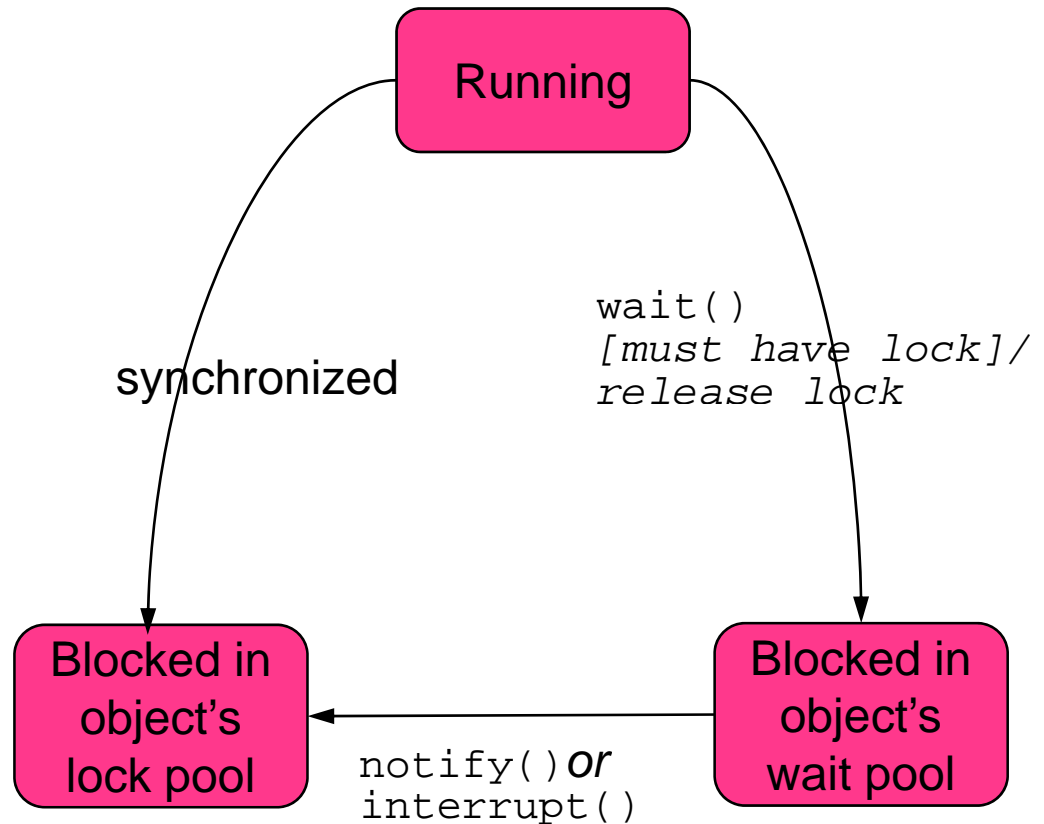 Running
wait()
[must have lock]/
release lock
synchronized
Blocked in
object’s
lock pool
Blocked in
object’s
wait pool
notify() or
interrupt()